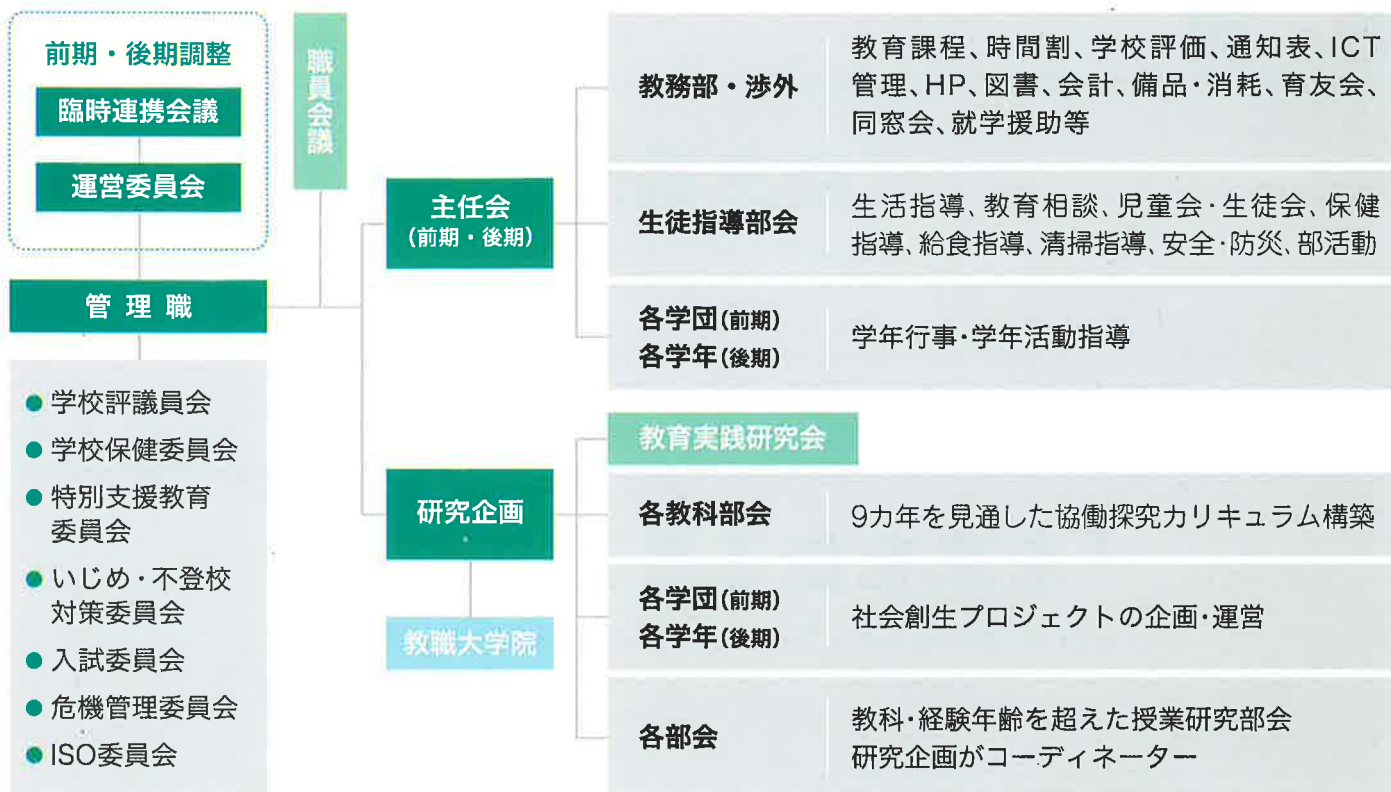 前期・後期調整
臨時連携会議
運営委員会
管理職
学校評議員会
学校保健委員会
特別支援教育
委員会
いじめ・不登校
対策委員会
入試委員会
危機管理委員会
ISO委員会
職員会議
主任会
(前期・後期)
研究企画
教職大学院
教務部・渉外
教育課程、時間割、学校評価、通知表、ICT
管理、HP、図書、会計、備品・消耗、育友会、
同窓会、就学援助等
生徒指導部会
生活指導、教育相談、児童会・生徒会、保健
指導、給食指導、清掃指導、安全・防災、部活動
各学団(前期)
各学年(後期)
学年行事・学年活動指導
教育実践研究会
各教科部会
9カ年を見通した協働探究カリキュラム構築
各学団(前期)
各学年(後期)
社会創生プロジェクトの企画・運営
各部会
教科・経験年齢を超えた授業研究部会
研究企画がコーディネーター